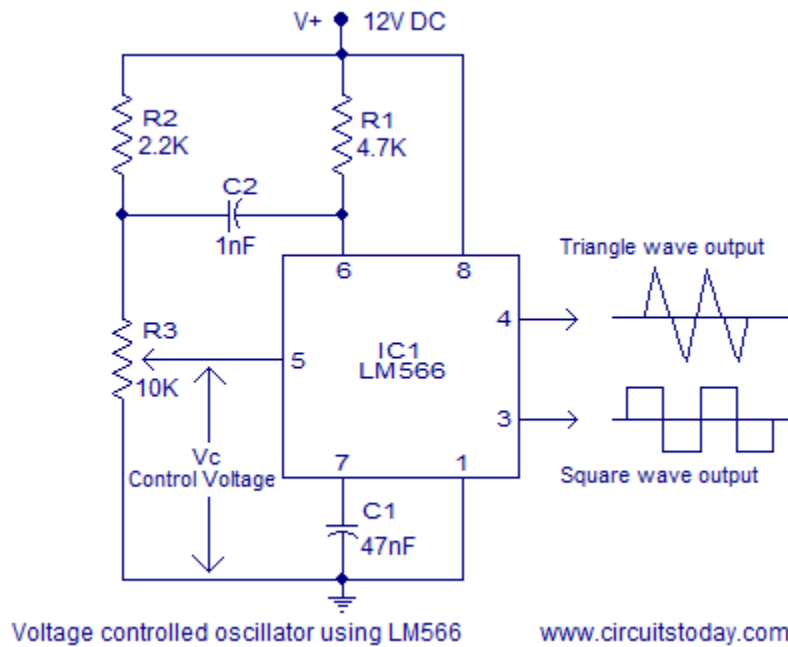 V+ 12V DC
R2
2.2K
R1
4.7K
C2
1nF
6
8
Triangle wave output
4
R3
10K
5
IC1
LM566
3
Vc
Control Voltage
7
1
Square wave output
C1
47nF
Voltage controlled oscillator using LM566
www.circuitstoday.com